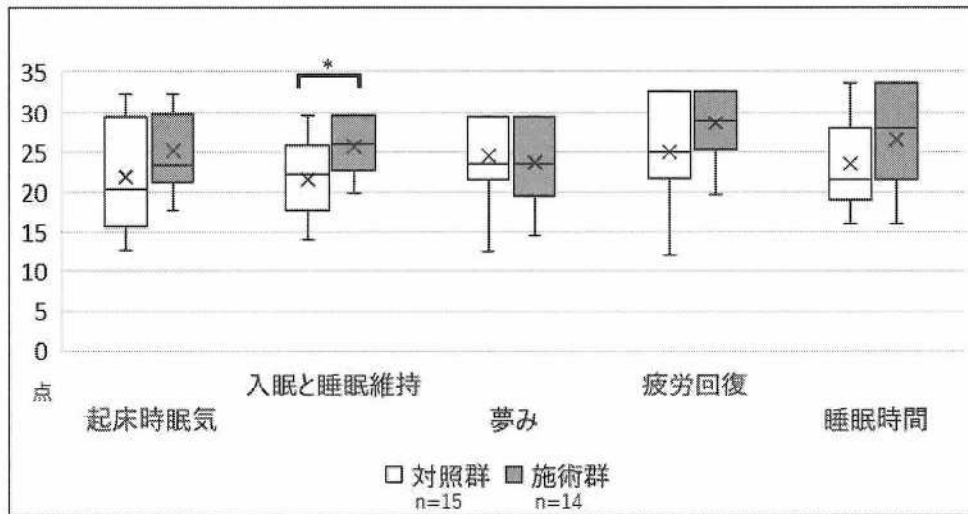 *
35
30
25
20
15
10
5
0
点
起床時眠気
入眠と睡眠維持
夢み
疲労回復
睡眠時間
対照群 施術群
n=15 n=14